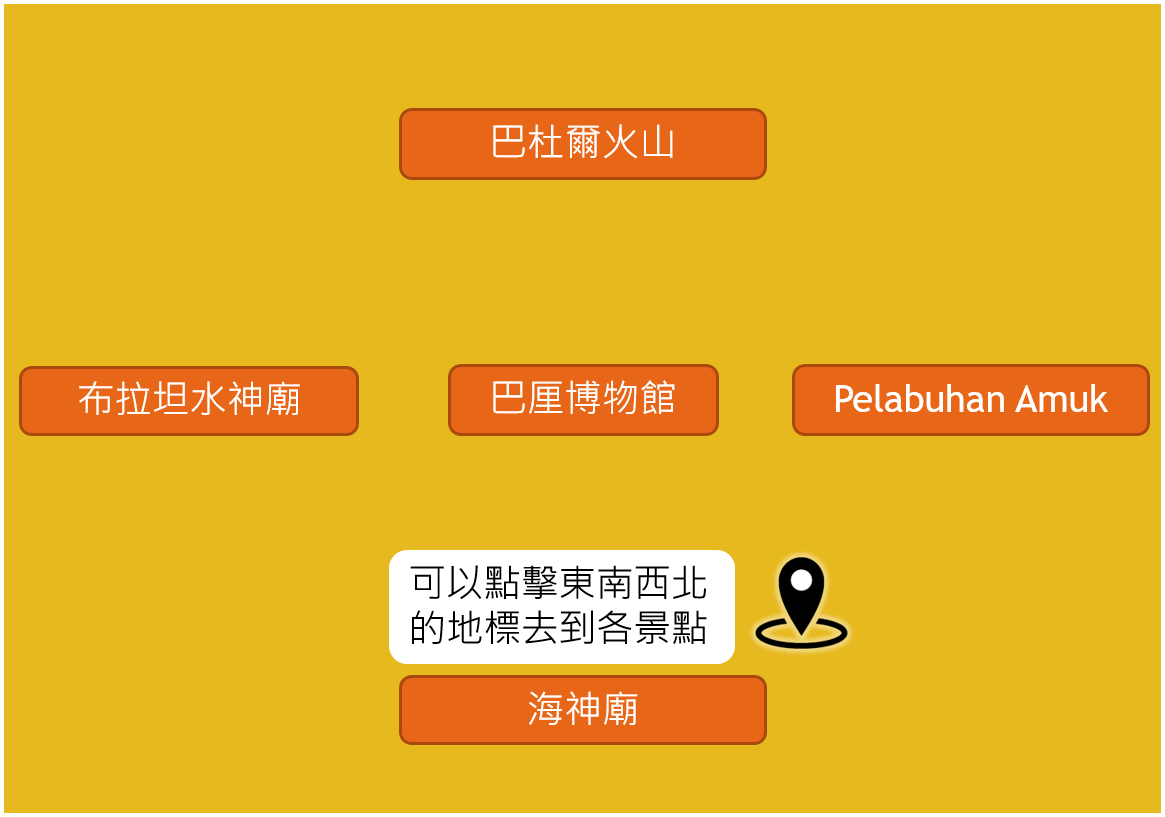 巴杜爾火山
布拉坦水神廟
巴厘博物館
Pelabuhan Amuk
可以點擊東南西北
的地標去到各景點
海神廟